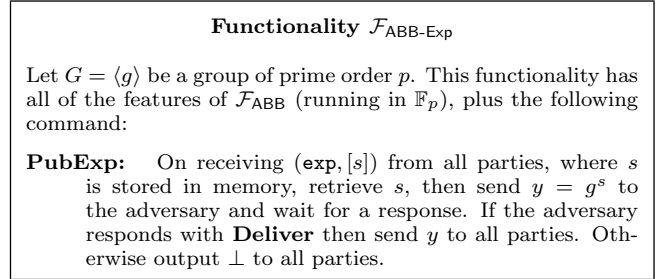 Functionality F_ABB-Exp
Let G = ⟨g⟩ be a group of prime order p. This functionality has
all of the features of F_ABB (running in 𝔽_p), plus the following
command:
PubExp: On receiving (exp, [s]) from all parties, where s
is stored in memory, retrieve s, then send y = g^s to
the adversary and wait for a response. If the adversary
responds with Deliver then send y to all parties. Oth-
erwise output ⊥ to all parties.